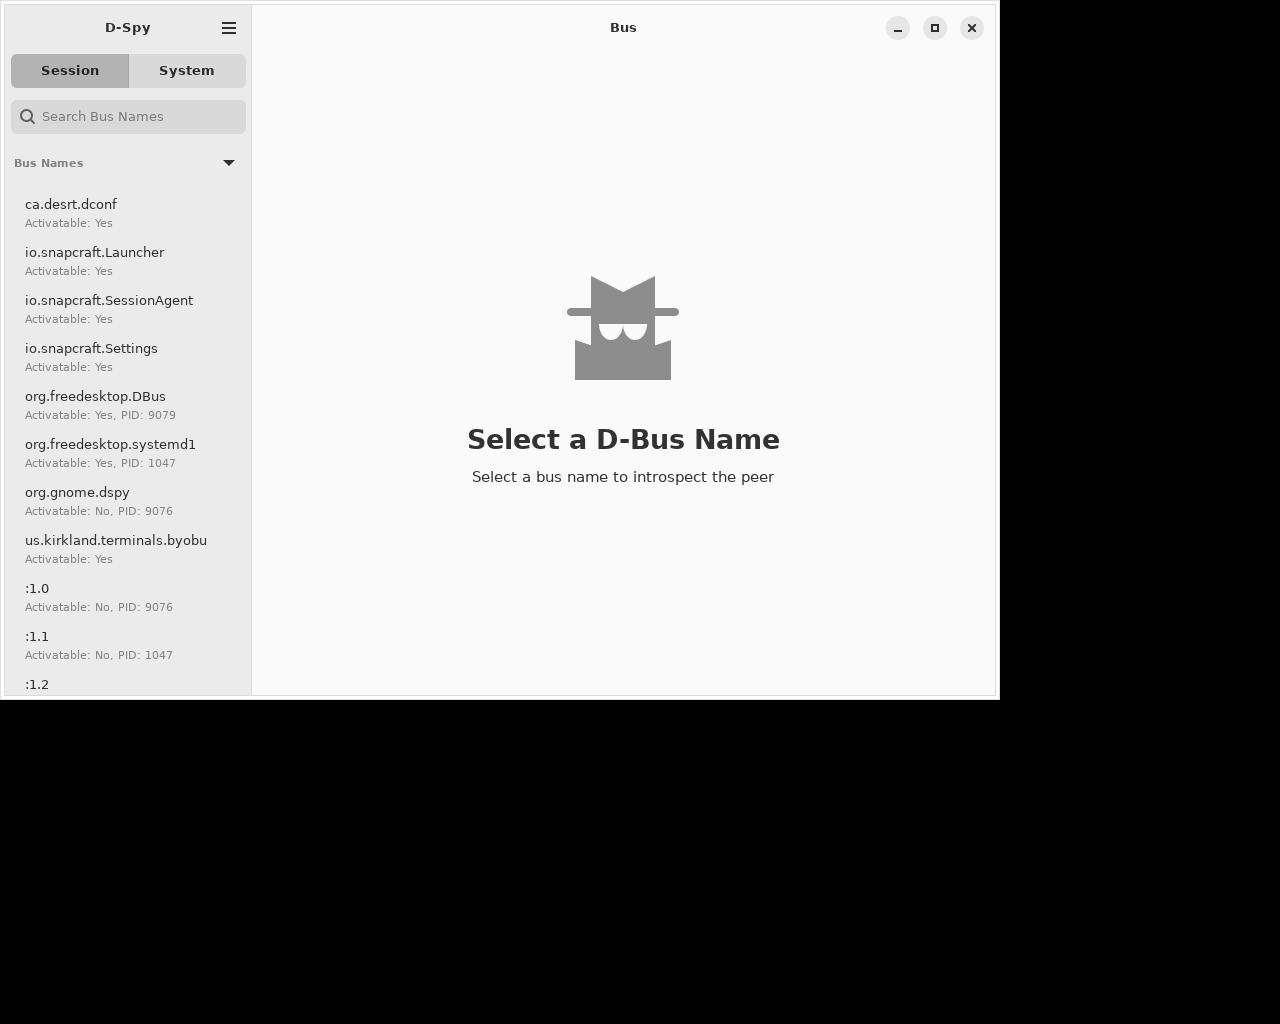 D-Spy
Session
System
Search Bus Names
Bus Names
ca.desrt.dconf
Activatable: Yes
io.snapcraft.Launcher
Activatable: Yes
io.snapcraft.SessionAgent
Activatable: Yes
io.snapcraft.Settings
Activatable: Yes
org.freedesktop.DBus
Activatable: Yes, PID: 9079
org.freedesktop.systemd1
Activatable: Yes, PID: 1047
org.gnome.dspy
Activatable: No, PID: 9076
us.kirkland.terminals.byobu
Activatable: Yes
:1.0
Activatable: No, PID: 9076
:1.1
Activatable: No, PID: 1047
:1.2
Bus
Select a D-Bus Name
Select a bus name to introspect the peer